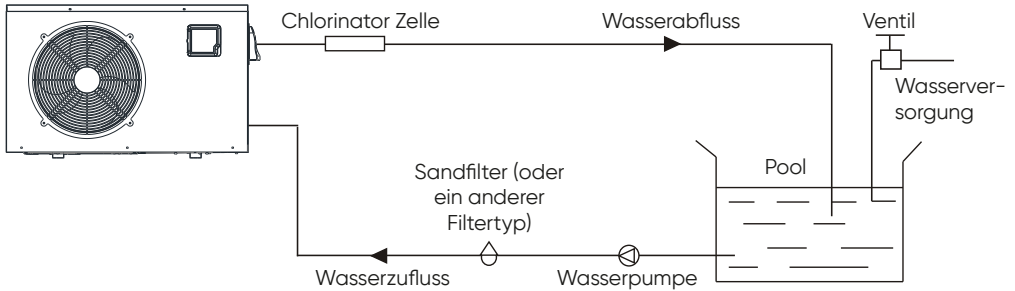 Chlorinator Zelle
Wasserabfluss
Ventil
Wasserver-
sorgung
Pool
Sandfilter (oder
ein anderer
Filtertyp)
Wasserzufluss
Wasserpumpe